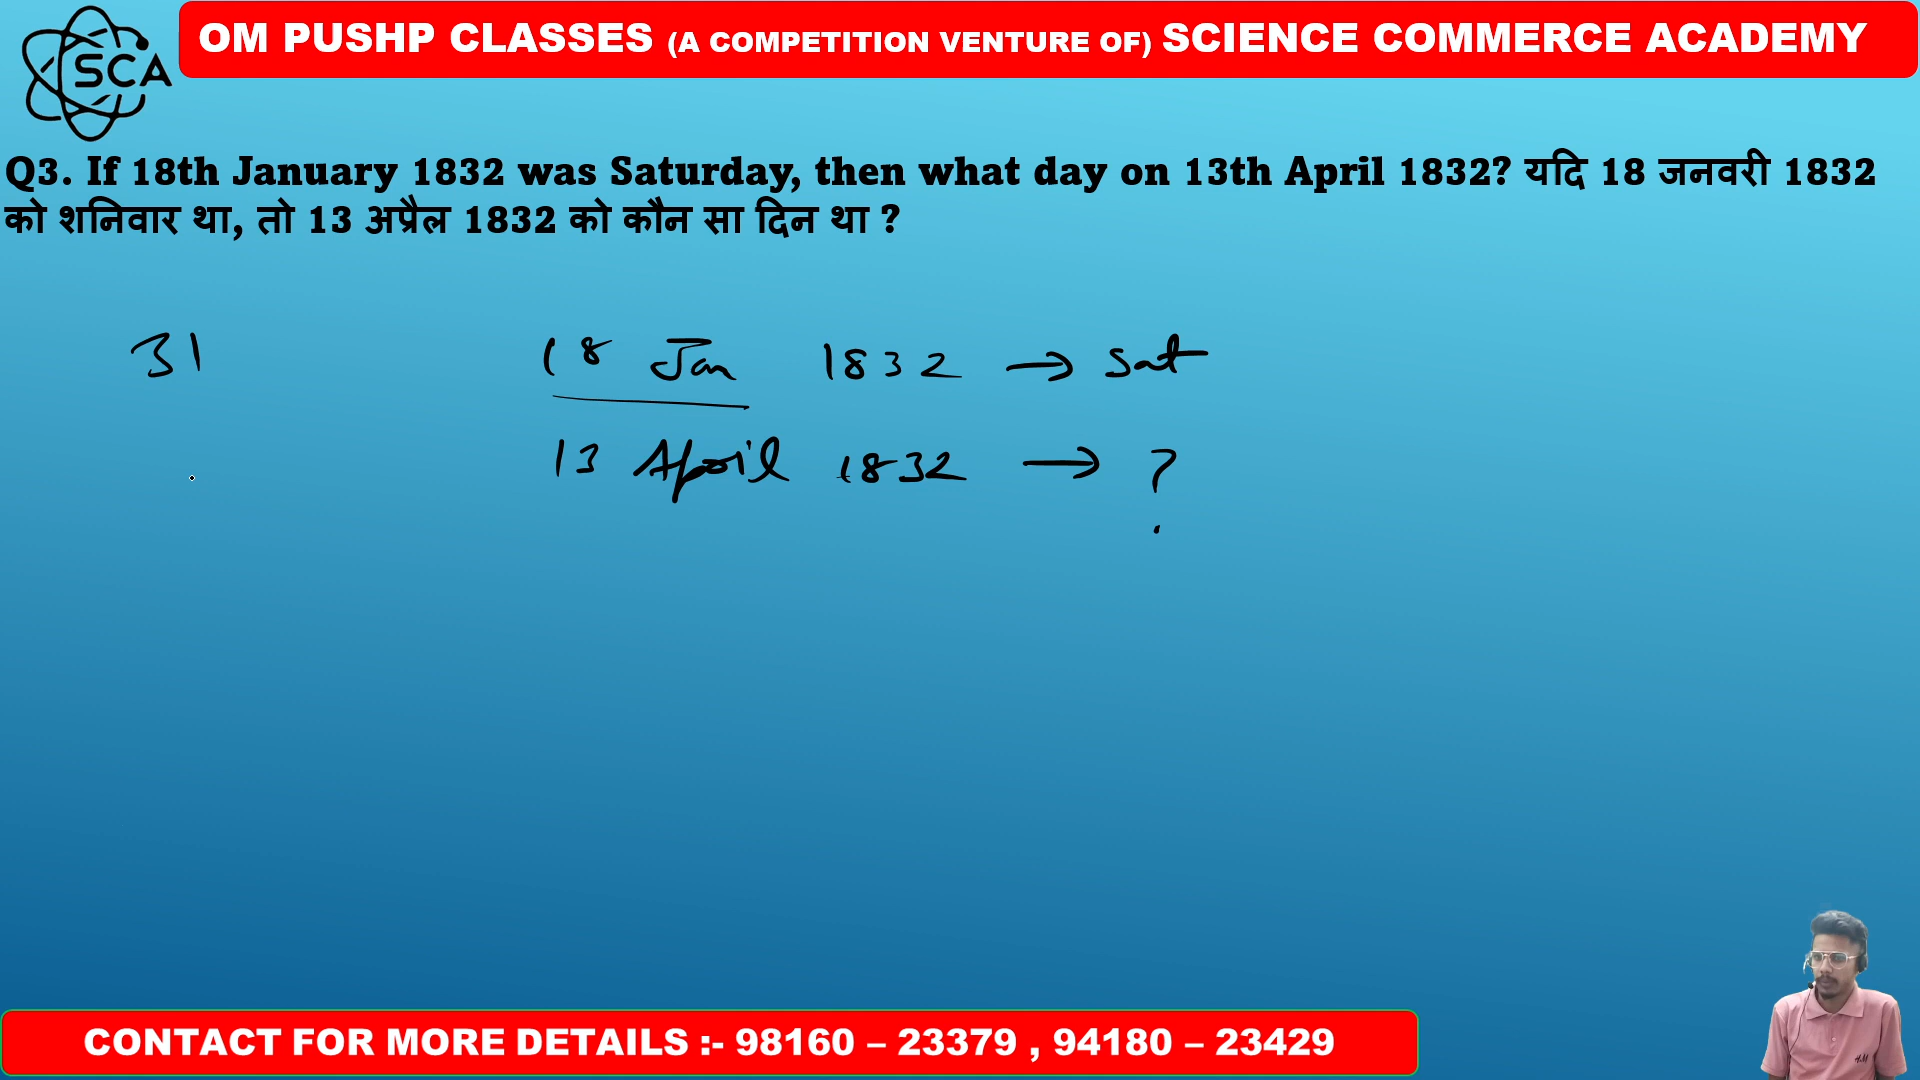 SCA
OM PUSHP CLASSES (A COMPETITION VENTURE OF) SCIENCE COMMERCE ACADEMY
Q3. If 18th January 1832 was Saturday, then what day on 13th April 1832? यदि 18 जनवरी 1832
को शनिवार था, तो 13 अप्रैल 1832 को कौन सा दिन था ?
31
18 Jan 1832 → Sat
13 April 1832 → ?
CONTACT FOR MORE DETAILS :- 98160 – 23379 , 94180 – 23429